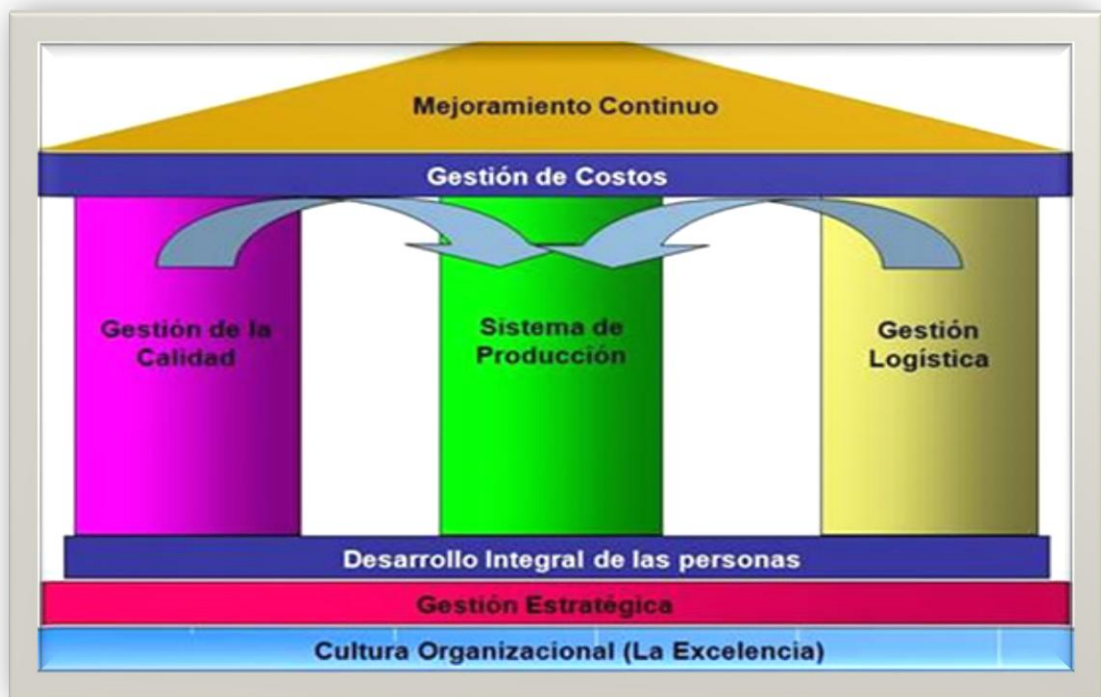 Mejoramiento Continuo
Gestión de Costos
Gestión de la
Calidad
Sistema de
Producción
Gestión
Logística
Desarrollo Integral de las personas
Gestión Estratégica
Cultura Organizacional (La Excelencia)